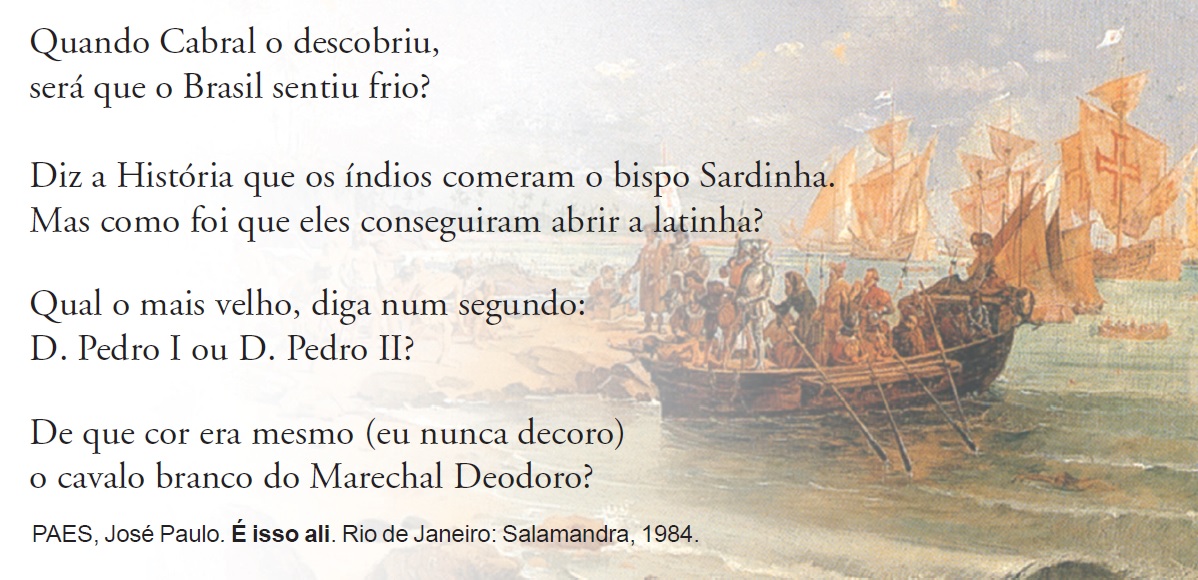 Quando Cabral o descobriu,
será que o Brasil sentiu frio?
Diz a História que os índios comeram o bispo Sardinha.
Mas como foi que eles conseguiram abrir a latinha?
Qual o mais velho, diga num segundo:
D. Pedro I ou D. Pedro II?
De que cor era mesmo (eu nunca decoro)
o cavalo branco do Marechal Deodoro?
PAES, José Paulo. É isso ali. Rio de Janeiro: Salamandra, 1984.